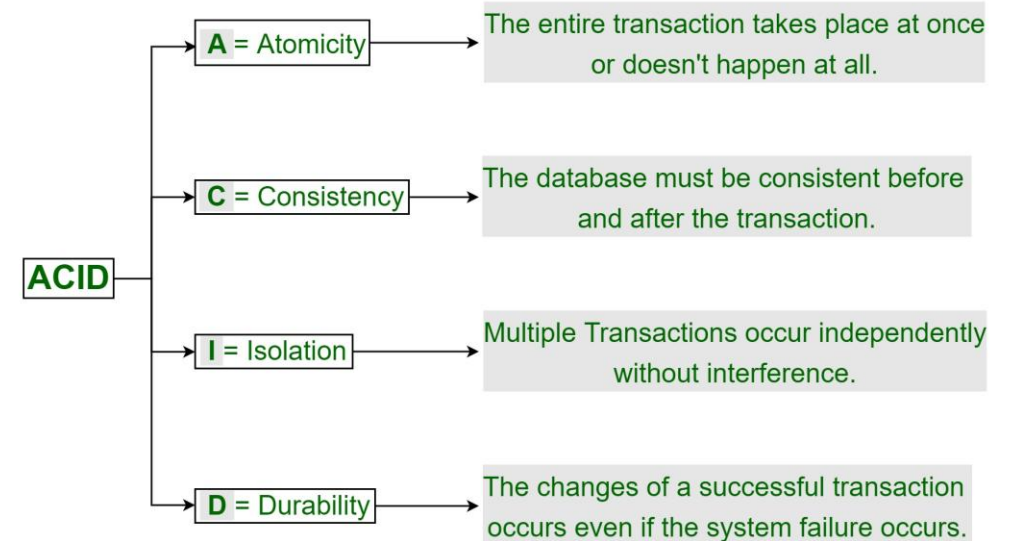 A = Atomicity
The entire transaction takes place at once
or doesn't happen at all.
C = Consistency
The database must be consistent before
and after the transaction.
ACID
I = Isolation
Multiple Transactions occur independently
without interference.
D = Durability
The changes of a successful transaction
occurs even if the system failure occurs.